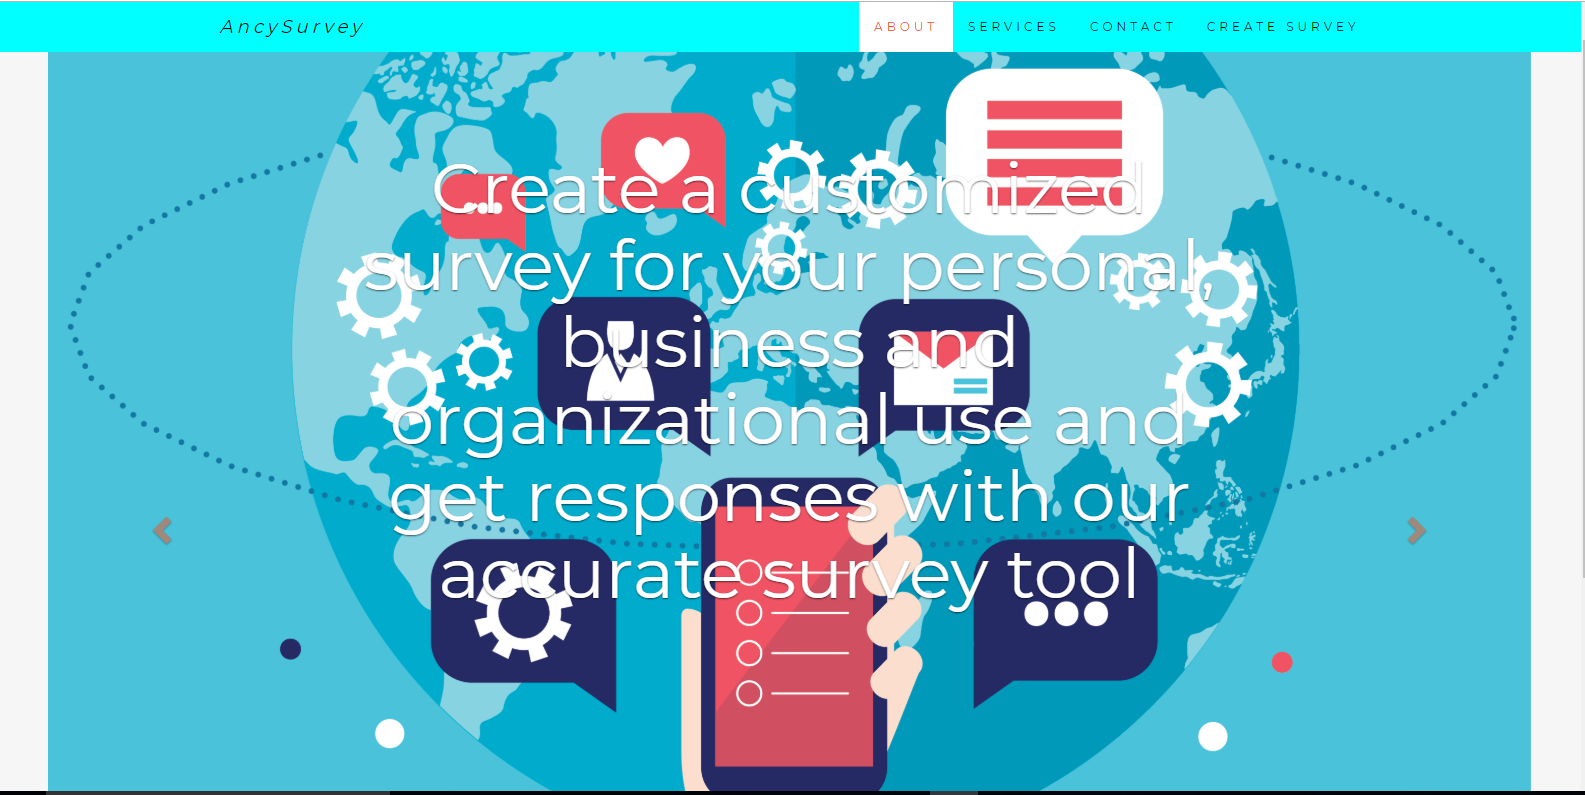 AncySurvey
ABOUT SERVICES CONTACT CREATE SURVEY
Create a customized
survey for your personal,
business and
organizational use and
get responses with our
accurate survey tool